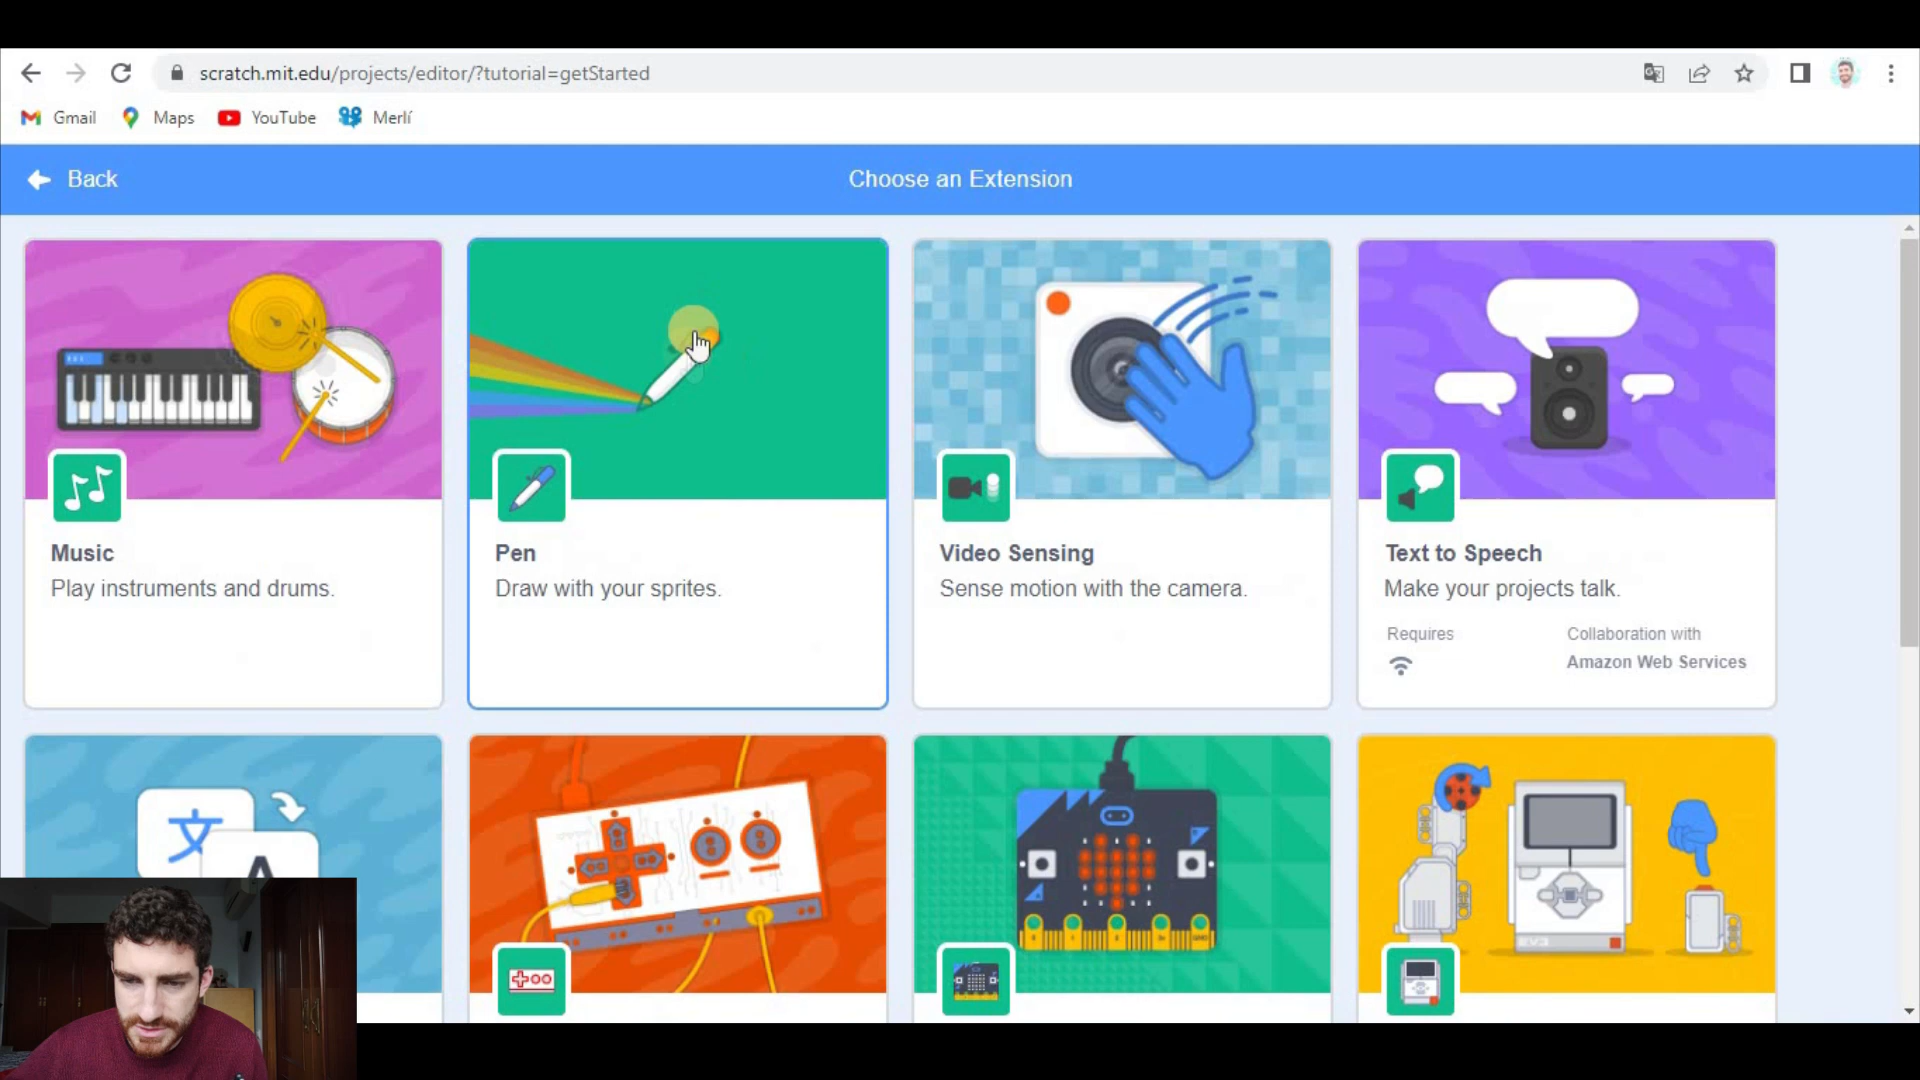 scratch.mit.edu/projects/editor/?tutorial=getStarted
Gmail
Maps
YouTube
Merlí
Back
Choose an Extension
Music
Play instruments and drums.
Pen
Draw with your sprites.
Video Sensing
Sense motion with the camera.
Text to Speech
Make your projects talk.
Requires
Collaboration with
Amazon Web Services
文
A
EV3